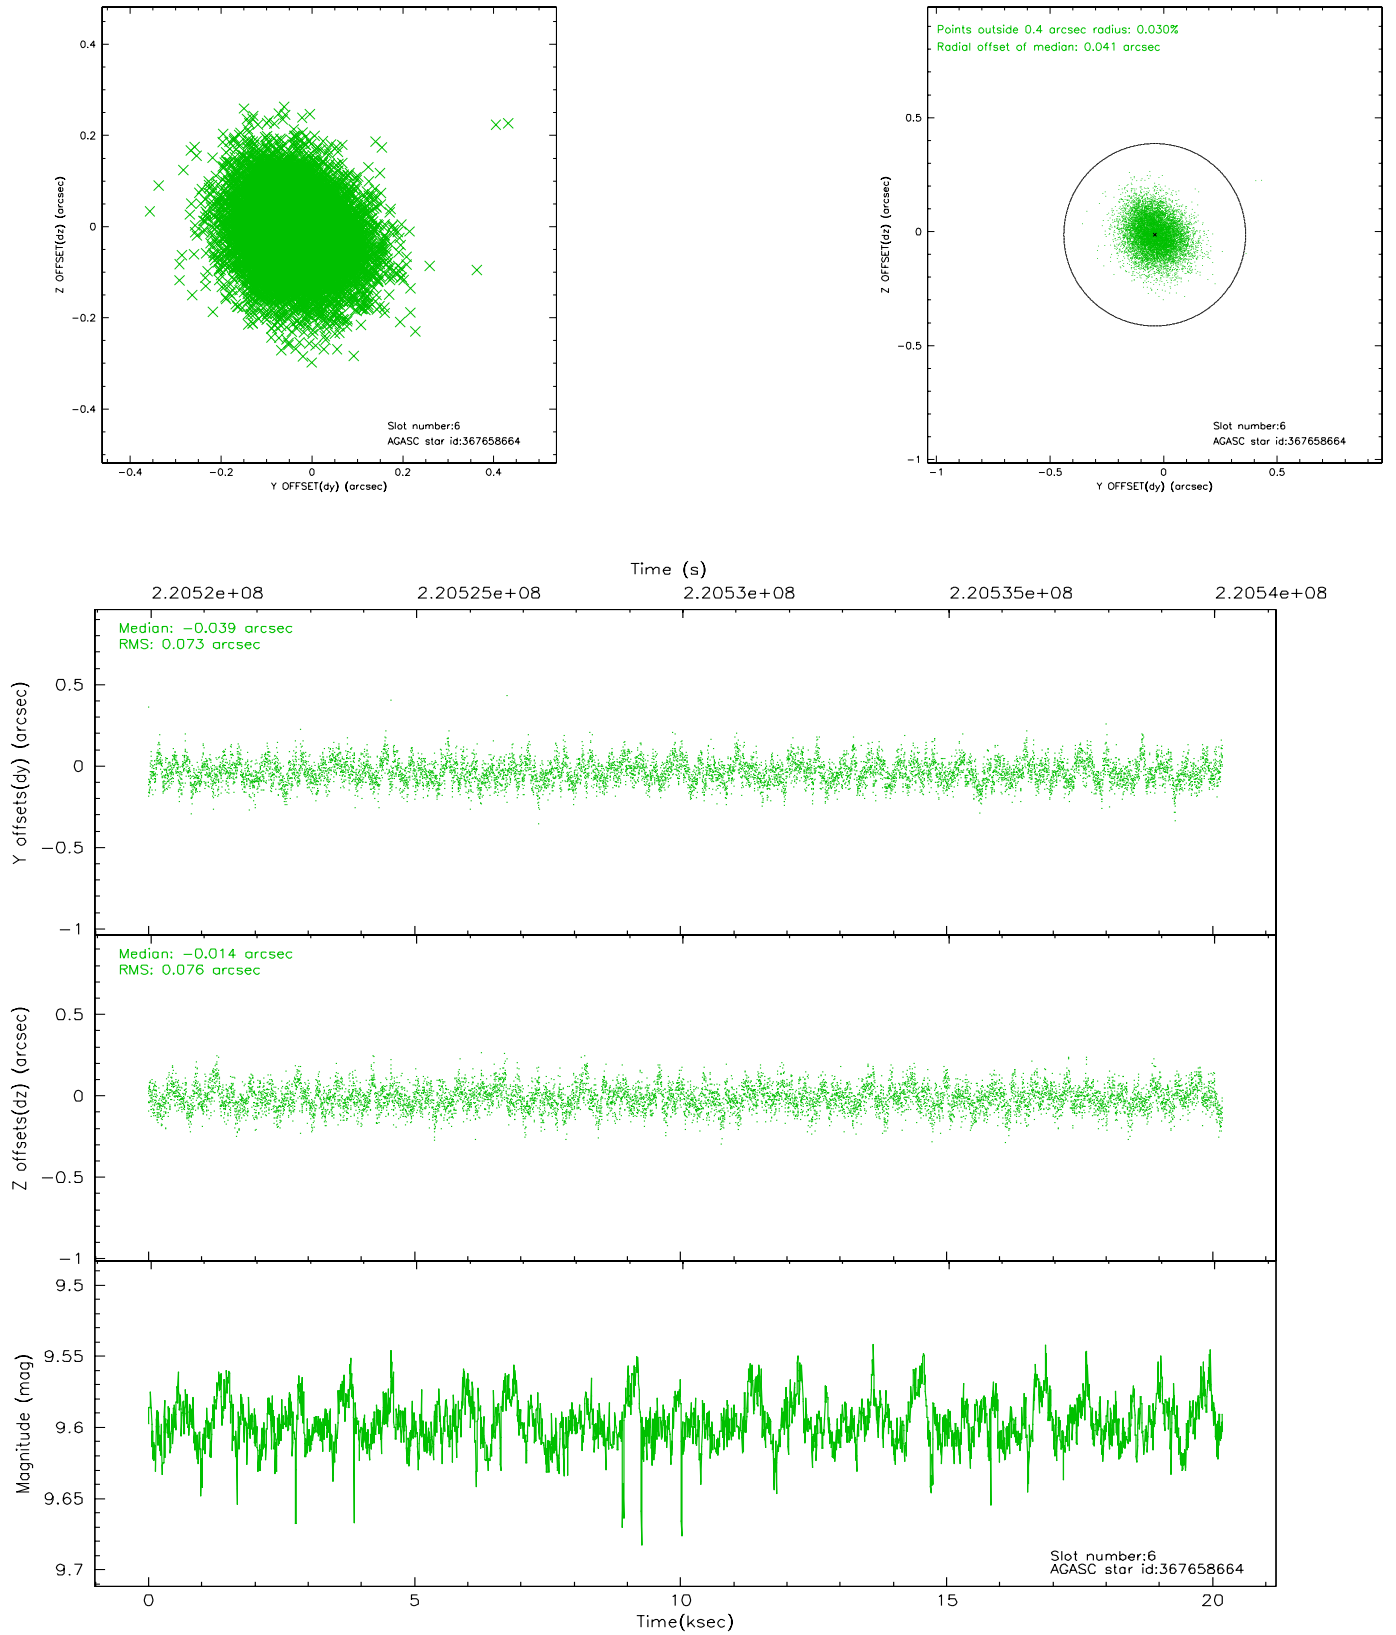 0.4
0.2
0
−0.2
−0.4
Z OFFSET(dz) (arcsec)
−0.4
−0.2
0
0.2
0.4
Y OFFSET(dy) (arcsec)
Slot number:6
AGASC star id:367658664
Points outside 0.4 arcsec radius: 0.030%
Radial offset of median: 0.041 arcsec
0.5
0
−0.5
−1
Z OFFSET(dz) (arcsec)
−1
−0.5
0
0.5
Y OFFSET(dy) (arcsec)
Slot number:6
AGASC star id:367658664
Time (s)
2.2052e+08
2.20525e+08
2.2053e+08
2.20535e+08
2.2054e+08
Median: −0.039 arcsec
RMS: 0.073 arcsec
0.5
0
−0.5
−1
Y offsets(dy) (arcsec)
Median: −0.014 arcsec
RMS: 0.076 arcsec
0.5
0
−0.5
−1
Z offsets(dz) (arcsec)
9.5
9.55
9.6
9.65
9.7
Magnitude (mag)
Slot number:6
AGASC star id:367658664
0
5
10
15
20
Time(ksec)